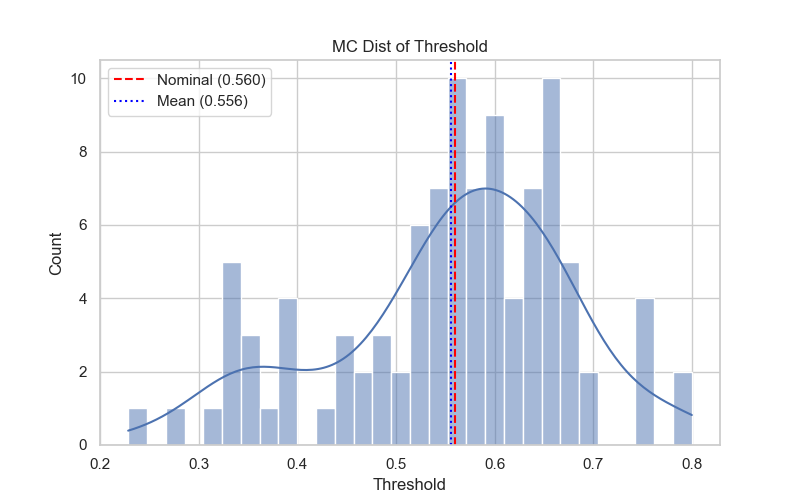 MC Dist of Threshold
Nominal (0.560)
Mean (0.556)
Count
10
8
6
4
2
0
0.2 0.3 0.4 0.5 0.6 0.7 0.8
Threshold